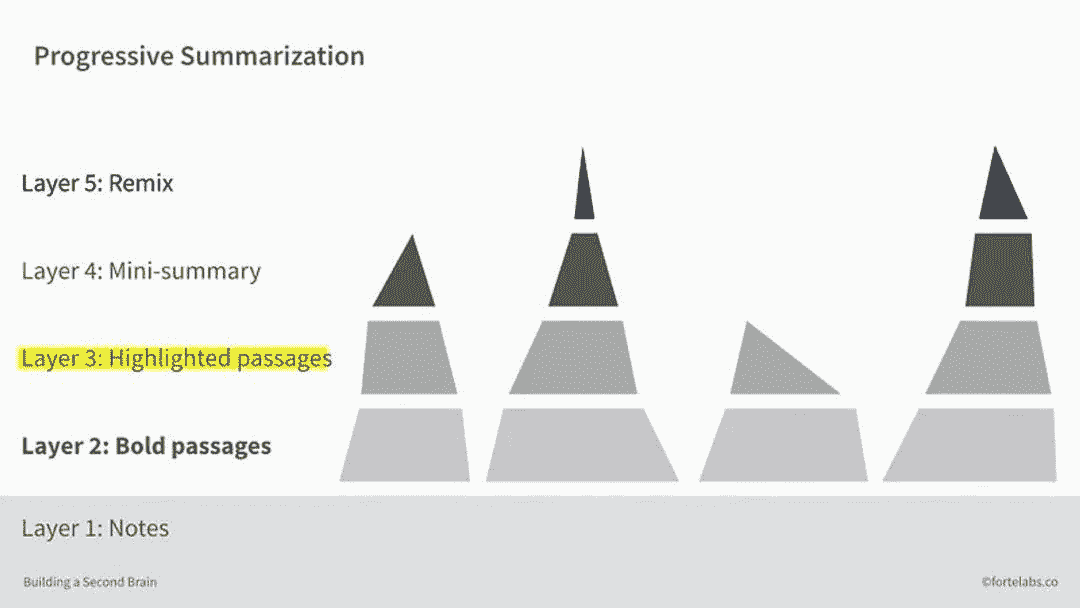 Progressive Summarization
Layer 5: Remix
Layer 4: Mini-summary
Layer 3: Highlighted passages
Layer 2: Bold passages
Layer 1: Notes
Building a Second Brain
©fortelabs.co